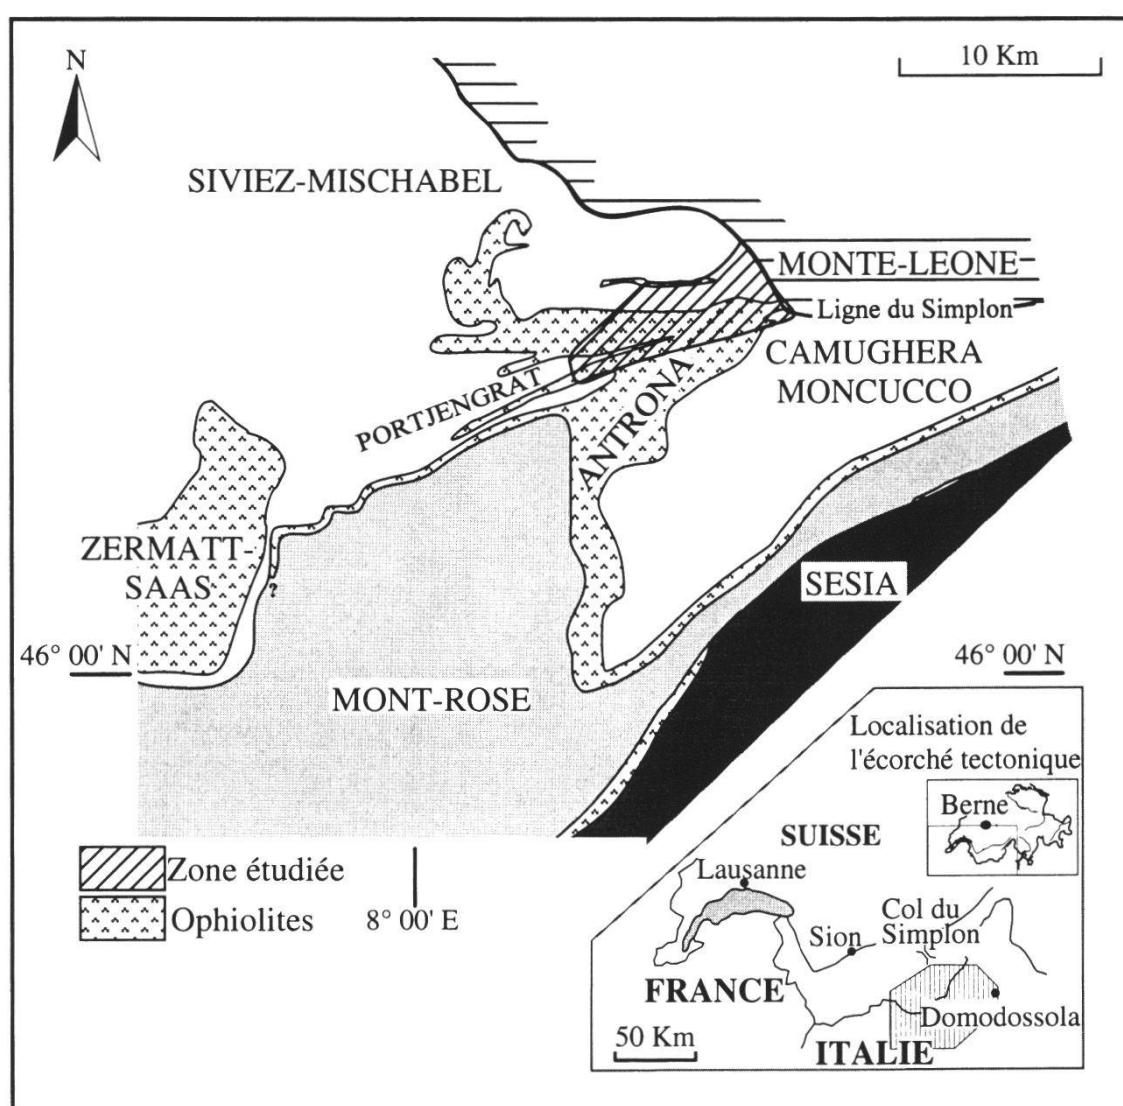 N
10 Km
SIVIEZ-MISCHABEL
MONTE-LEONE
Ligne du Simplon
CAMUGHERA
MONCUCCO
PORTJENGRAT
ANTRONA
ZERMATT-
SAAS
?
SESIA
46° 00' N
46° 00' N
MONT-ROSE
Localisation de
l'écorché tectonique
Berne
SUISSE
Zone étudiée
Ophiolites
8° 00' E
Lausanne
Col du
Simplon
Sion
FRANCE
Domodossola
50 Km
ITALIE